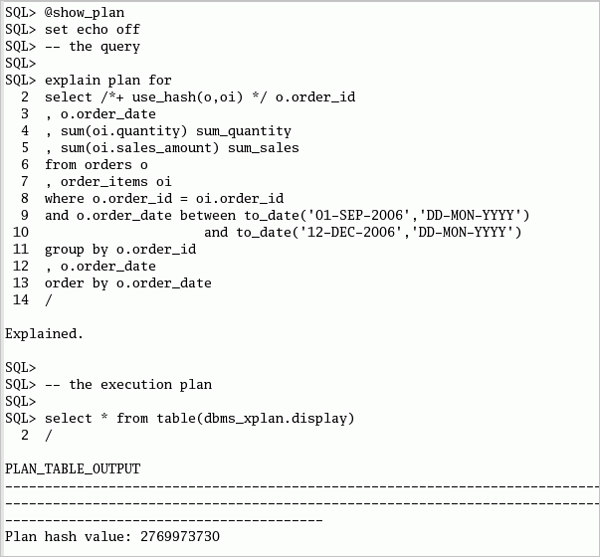 SQL> @show_plan
SQL> set echo off
SQL> -- the query
SQL>
SQL> explain plan for
  2  select /*+ use_hash(o,oi) */ o.order_id
  3  , o.order_date
  4  , sum(oi.quantity) sum_quantity
  5  , sum(oi.sales_amount) sum_sales
  6  from orders o
  7  , order_items oi
  8  where o.order_id = oi.order_id
  9  and o.order_date between to_date('01-SEP-2006','DD-MON-YYYY')
 10                      and to_date('12-DEC-2006','DD-MON-YYYY')
 11  group by o.order_id
 12  , o.order_date
 13  order by o.order_date
 14  /
Explained.
SQL>
SQL> -- the execution plan
SQL>
SQL> select * from table(dbms_xplan.display)
  2  /
PLAN_TABLE_OUTPUT
---------------------------------------------------------------------------
---------------------------------------------------------------------------
----------------------------------------
Plan hash value: 2769973730